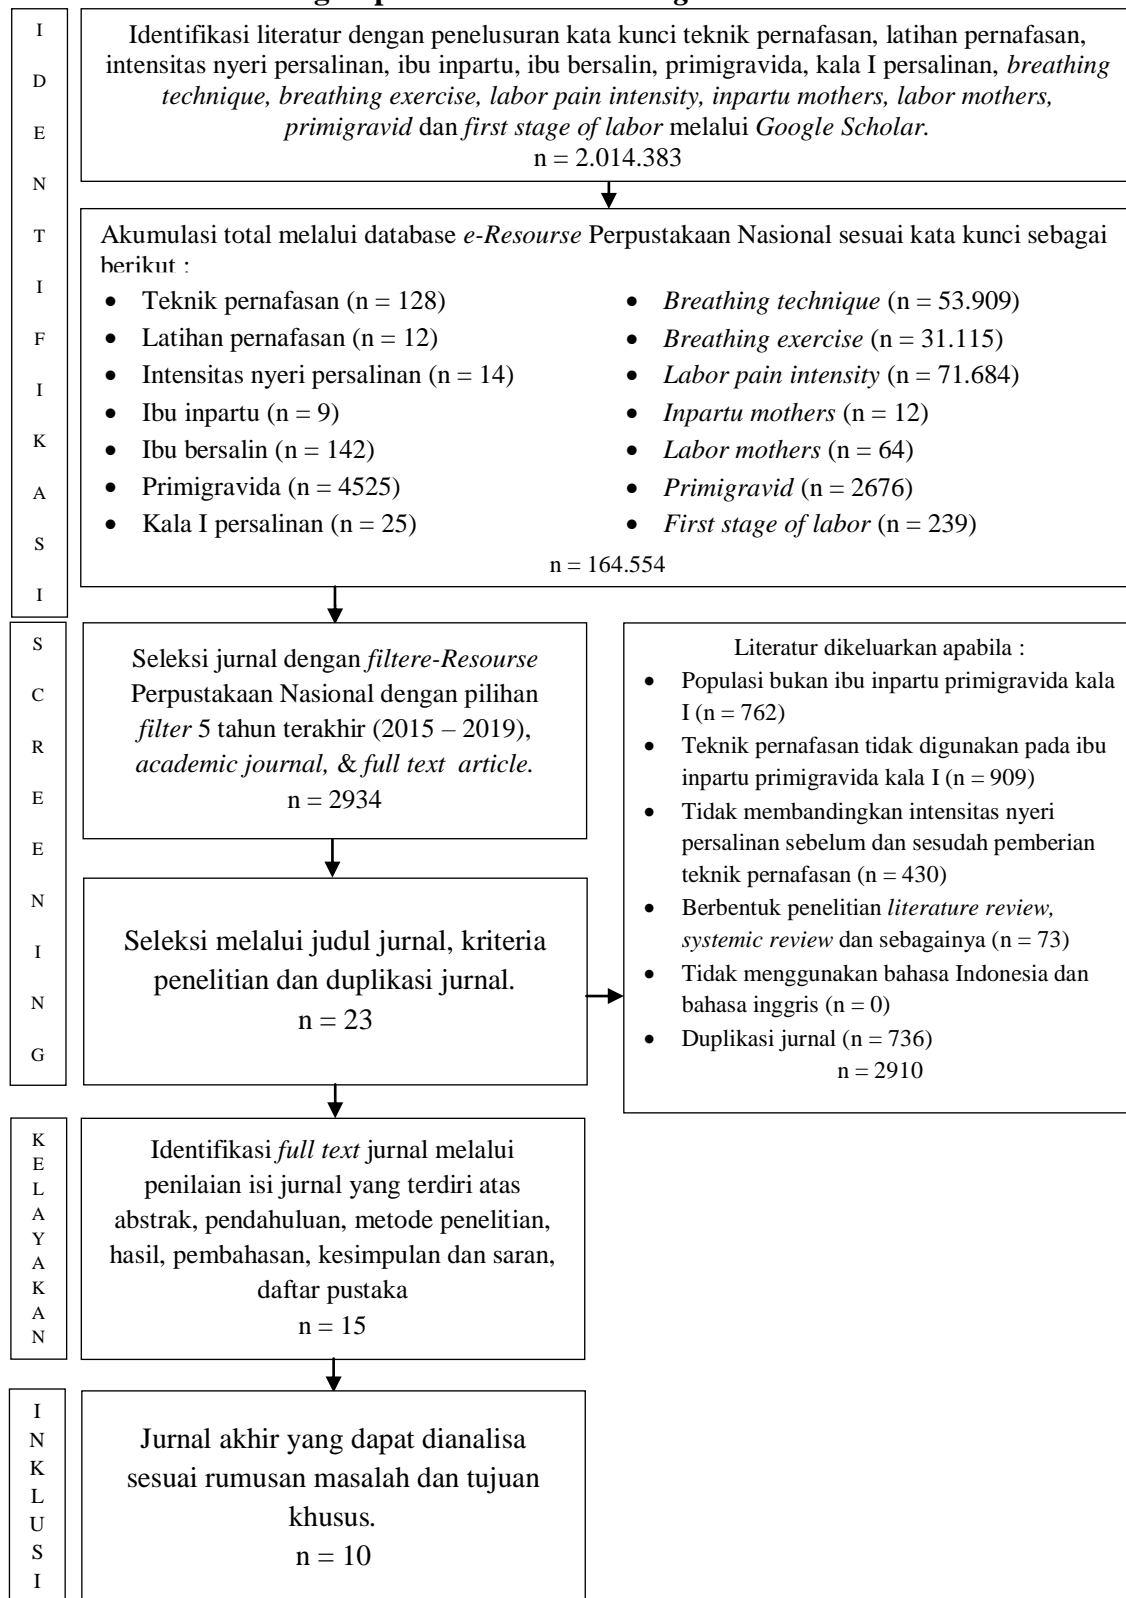 I
D
E
N
T
I
F
I
K
A
S
I
Identifikasi literatur dengan penelusuran kata kunci teknik pernafasan, latihan pernafasan,
intensitas nyeri persalinan, ibu inpartu, ibu bersalin, primigravida, kala I persalinan, breathing
technique, breathing exercise, labor pain intensity, inpartu mothers, labor mothers,
primigravid dan first stage of labor melalui Google Scholar.
n = 2.014.383
Akumulasi total melalui database e-Resourse Perpustakaan Nasional sesuai kata kunci sebagai
berikut :
• Teknik pernafasan (n = 128)
• Latihan pernafasan (n = 12)
• Intensitas nyeri persalinan (n = 14)
• Ibu inpartu (n = 9)
• Ibu bersalin (n = 142)
• Primigravida (n = 4525)
• Kala I persalinan (n = 25)
• Breathing technique (n = 53.909)
• Breathing exercise (n = 31.115)
• Labor pain intensity (n = 71.684)
• Inpartu mothers (n = 12)
• Labor mothers (n = 64)
• Primigravid (n = 2676)
• First stage of labor (n = 239)
n = 164.554
S
C
R
E
E
N
I
N
G
Seleksi jurnal dengan filtere-Resourse
Perpustakaan Nasional dengan pilihan
filter 5 tahun terakhir (2015 – 2019),
academic journal, & full text article.
n = 2934
Seleksi melalui judul jurnal, kriteria
penelitian dan duplikasi jurnal.
n = 23
Literatur dikeluarkan apabila :
• Populasi bukan ibu inpartu primigravida kala
I (n = 762)
• Teknik pernafasan tidak digunakan pada ibu
inpartu primigravida kala I (n = 909)
• Tidak membandingkan intensitas nyeri
persalinan sebelum dan sesudah pemberian
teknik pernafasan (n = 430)
• Berbentuk penelitian literature review,
systemic review dan sebagainya (n = 73)
• Tidak menggunakan bahasa Indonesia dan
bahasa inggris (n = 0)
• Duplikasi jurnal (n = 736)
n = 2910
K
E
L
A
Y
A
K
A
N
Identifikasi full text jurnal melalui
penilaian isi jurnal yang terdiri atas
abstrak, pendahuluan, metode penelitian,
hasil, pembahasan, kesimpulan dan saran,
daftar pustaka
n = 15
I
N
K
L
U
S
I
Jurnal akhir yang dapat dianalisa
sesuai rumusan masalah dan tujuan
khusus.
n = 10